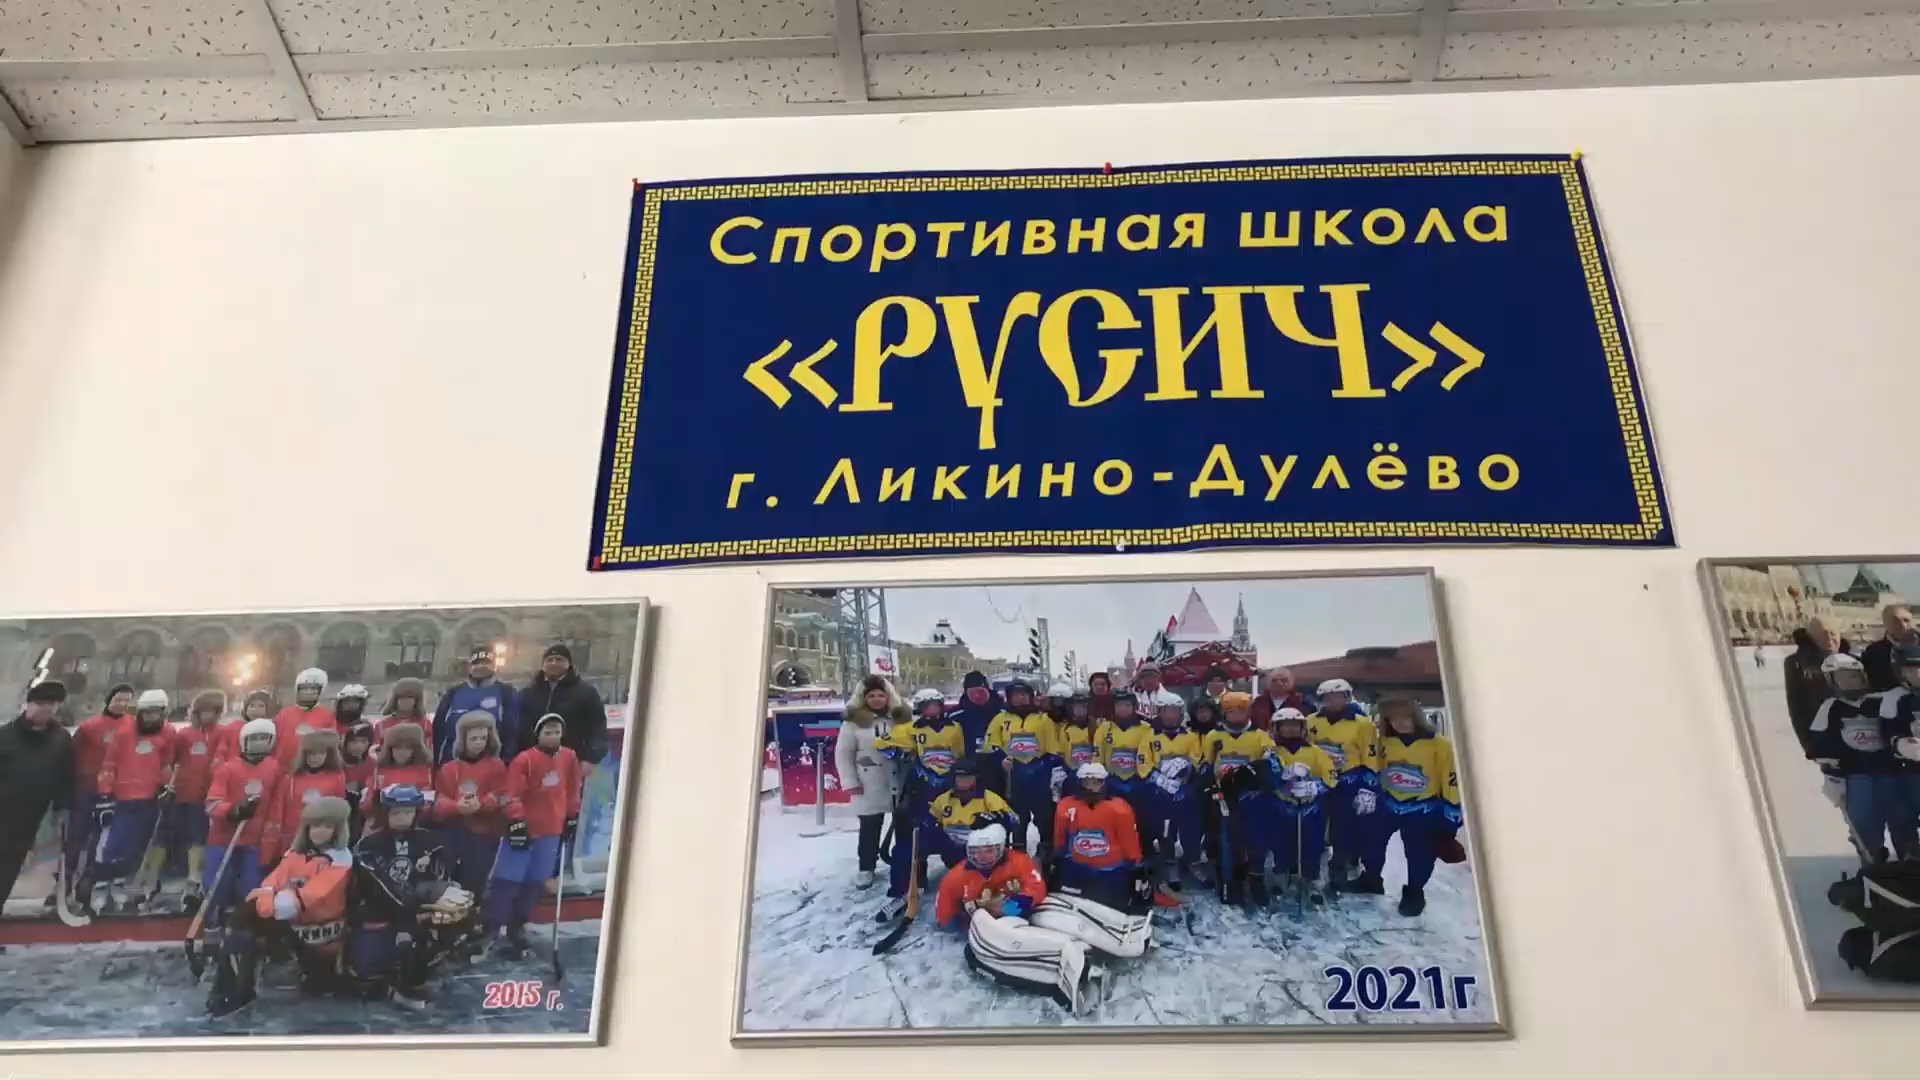 Спортивная школа
«РУСИЧ»
г. Ликино-Дулёво
2015 г.
2021г